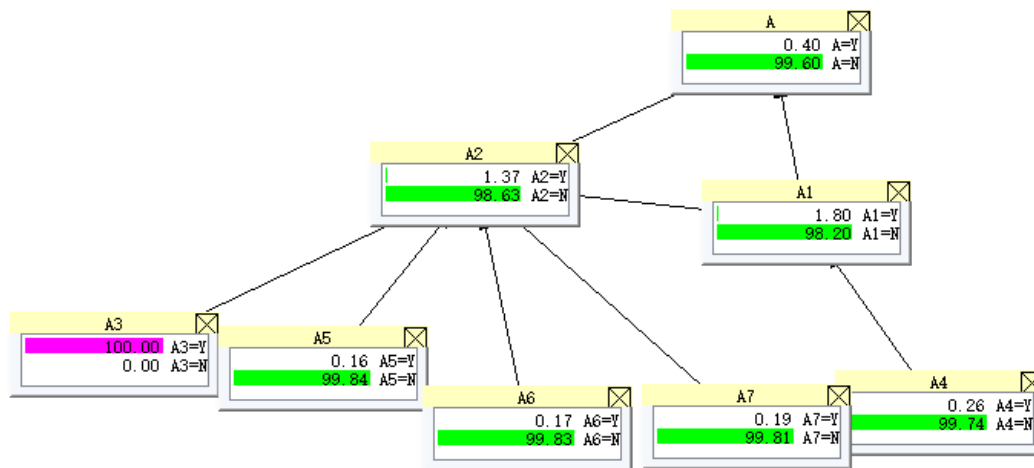 A
0.40 A=Y
99.60 A=N
A2
1.37 A2=Y
98.63 A2=N
A1
1.80 A1=Y
98.20 A1=N
A3
100.00 A3=Y
0.00 A3=N
A5
0.16 A5=Y
99.84 A5=N
A6
0.17 A6=Y
99.83 A6=N
A7
0.19 A7=Y
99.81 A7=N
A4
0.26 A4=Y
99.74 A4=N